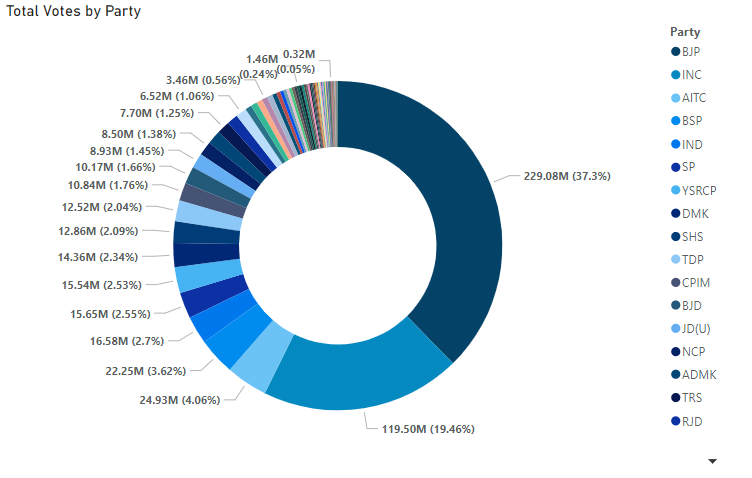 Total Votes by Party
1.46M
(0.24%)
0.32M
(0.05%)
3.46M (0.56%)
6.52M (1.06%)
7.70M (1.25%)
8.50M (1.38%)
8.93M (1.45%)
10.17M (1.66%)
10.84M (1.76%)
12.52M (2.04%)
12.86M (2.09%)
14.36M (2.34%)
15.54M (2.53%)
15.65M (2.55%)
16.58M (2.7%)
22.25M (3.62%)
24.93M (4.06%)
119.50M (19.46%)
229.08M (37.3%)
Party
BJP
INC
AITC
BSP
IND
SP
YSRCP
DMK
SHS
TDP
CPIM
BJD
JD(U)
NCP
ADMK
TRS
RJD